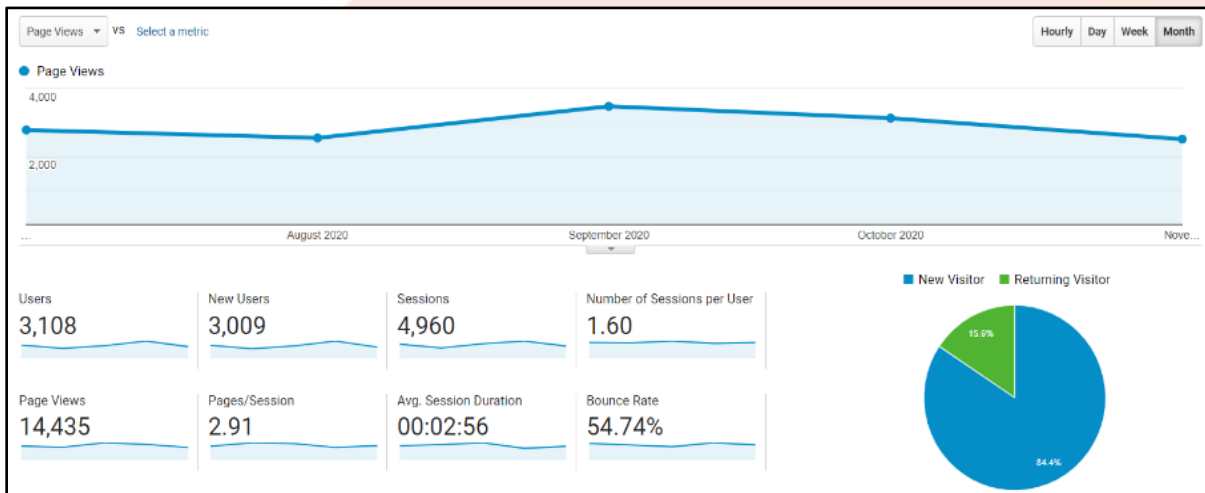 Page Views VS Select a metric Hourly Day Week Month
Page Views
4,000
2,000
... August 2020 September 2020 October 2020 Nove...
New Visitor Returning Visitor
Users New Users Sessions Number of Sessions per User
3,108 3,009 4,960 1.60
15.6%
Page Views Pages/Session Avg. Session Duration Bounce Rate
14,435 2.91 00:02:56 54.74%
84.4%